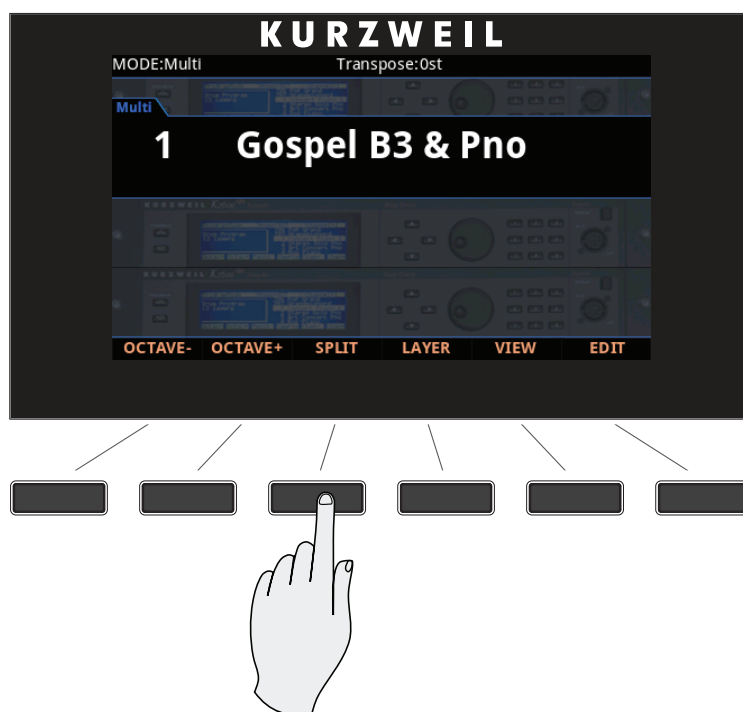 KURZWEIL
MODE:Multi Transpose:0st
Multi
1 Gospel B3 & Pno
OCTAVE- OCTAVE+ SPLIT LAYER VIEW EDIT